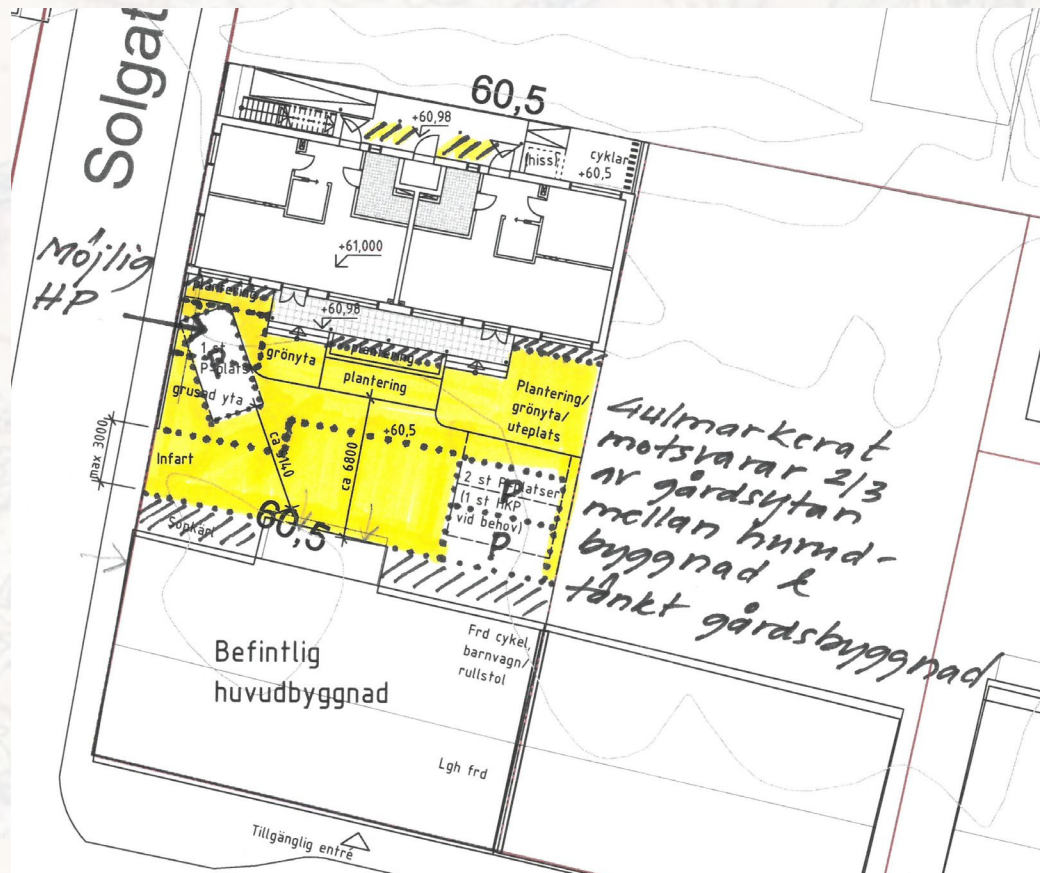 Solgat
60,5
+60,98
hiss
cyklar
+60,5
+61,000
Möjlig
HP
plantering
+60,98
1 st
P-plats
P
grusad yta
grönyta
plantering
plantering
Plantering/
grönyta/
uteplats
+60,5
ca 6800
max 3000
Infart
60,5
Sopkärl
2 st P-platser
(1 st HKP
vid behov)
P
P
Gulmarkerat
motsvarar 2/3
av gårdsytan
mellan huvud-
byggnad &
tänkt gårdsbyggnad
Befintlig
huvudbyggnad
Frd cykel,
barnvagn/
rullstol
Lgh frd
Tillgänglig entré